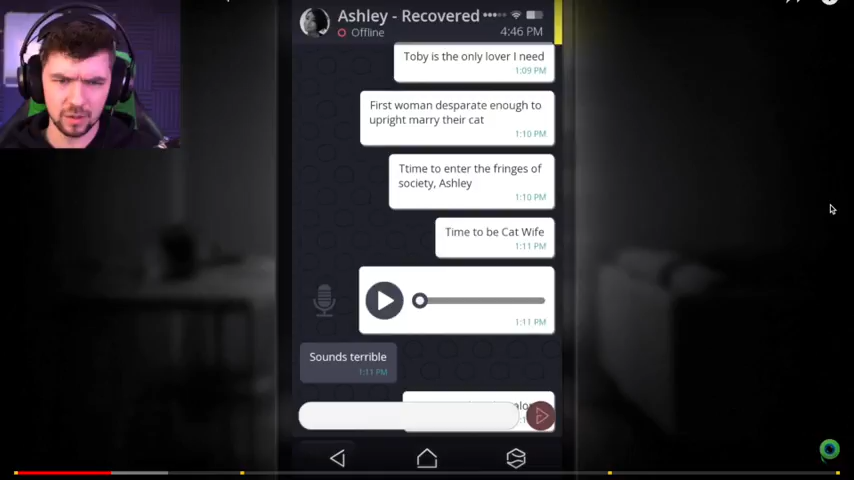 Ashley - Recovered
Offline
4:46 PM
Toby is the only lover I need
1:09 PM
First woman desparate enough to
upright marry their cat
1:10 PM
Ttime to enter the fringes of
society, Ashley
1:10 PM
Time to be Cat Wife
1:11 PM
1:11 PM
Sounds terrible
1:11 PM